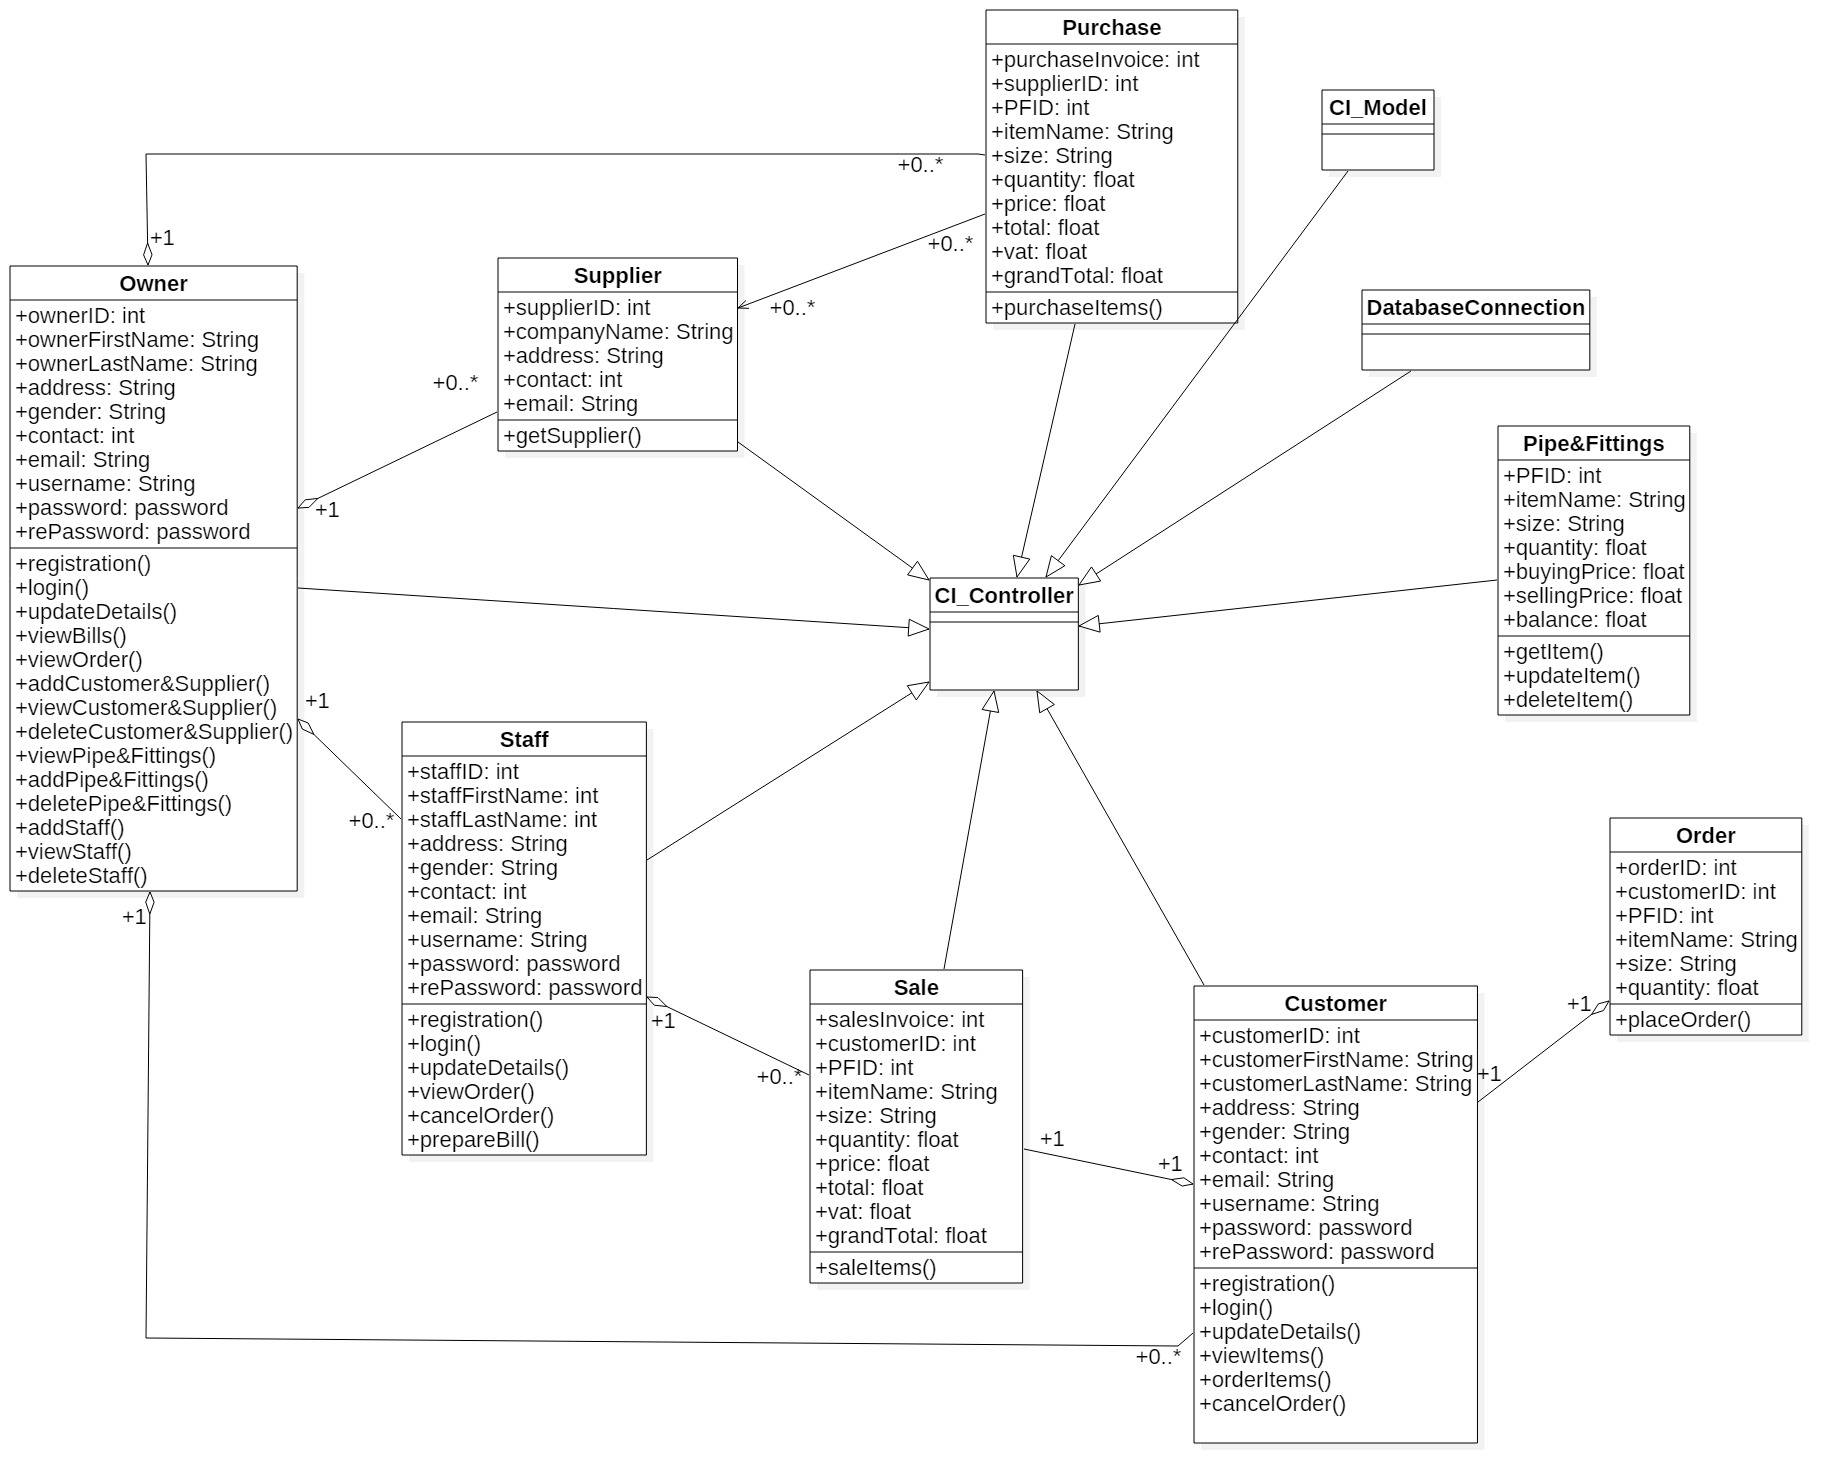 Purchase
+purchaseInvoice: int
+supplierID: int
+PFID: int
+itemName: String
+size: String
+quantity: float
+price: float
+total: float
+vat: float
+grandTotal: float
+purchaseItems()
CI_Model
+0..*
+1
+0..*
+0..*
Owner
+ownerID: int
+ownerFirstName: String
+ownerLastName: String
+address: String
+gender: String
+contact: int
+email: String
+username: String
+password: password
+rePassword: password
+registration()
+login()
+updateDetails()
+viewBills()
+viewOrder()
+addCustomer&Supplier()
+viewCustomer&Supplier()
+deleteCustomer&Supplier()
+viewPipe&Fittings()
+addPipe&Fittings()
+deletePipe&Fittings()
+addStaff()
+viewStaff()
+deleteStaff()
Supplier
+supplierID: int
+companyName: String
+address: String
+contact: int
+email: String
+getSupplier()
+0..*
+1
DatabaseConnection
Pipe&Fittings
+PFID: int
+itemName: String
+size: String
+quantity: float
+buyingPrice: float
+sellingPrice: float
+balance: float
+getItem()
+updateItem()
+deleteItem()
CI_Controller
+1
+0..*
+1
Staff
+staffID: int
+staffFirstName: int
+staffLastName: int
+address: String
+gender: String
+contact: int
+email: String
+username: String
+password: password
+rePassword: password
+registration()
+login()
+updateDetails()
+viewOrder()
+cancelOrder()
+prepareBill()
+1
+0..*
Sale
+salesInvoice: int
+customerID: int
+PFID: int
+itemName: String
+size: String
+quantity: float
+price: float
+total: float
+vat: float
+grandTotal: float
+saleItems()
+1
+1
Customer
+customerID: int
+customerFirstName: String
+customerLastName: String
+address: String
+gender: String
+contact: int
+email: String
+username: String
+password: password
+rePassword: password
+registration()
+login()
+updateDetails()
+viewItems()
+orderItems()
+cancelOrder()
+0..*
Order
+orderID: int
+customerID: int
+PFID: int
+itemName: String
+size: String
+quantity: float
+placeOrder()
+1
+1